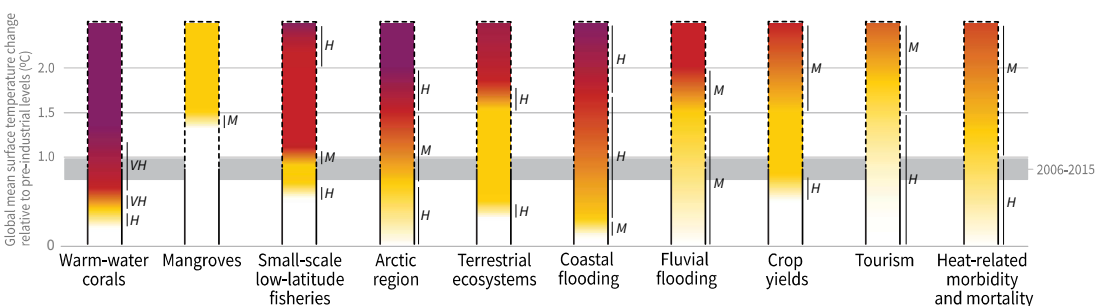 Global mean surface temperature change
relative to pre-industrial levels (ºC)
2.0
1.5
1.0
0
2006-2015
VH
VH
H
M
H
M
H
H
M
H
H
H
H
H
M
M
M
M
H
M
H
M
H
Warm-water
corals
Mangroves
Small-scale
low-latitude
fisheries
Arctic
region
Terrestrial
ecosystems
Coastal
flooding
Fluvial
flooding
Crop
yields
Tourism
Heat-related
morbidity
and mortality